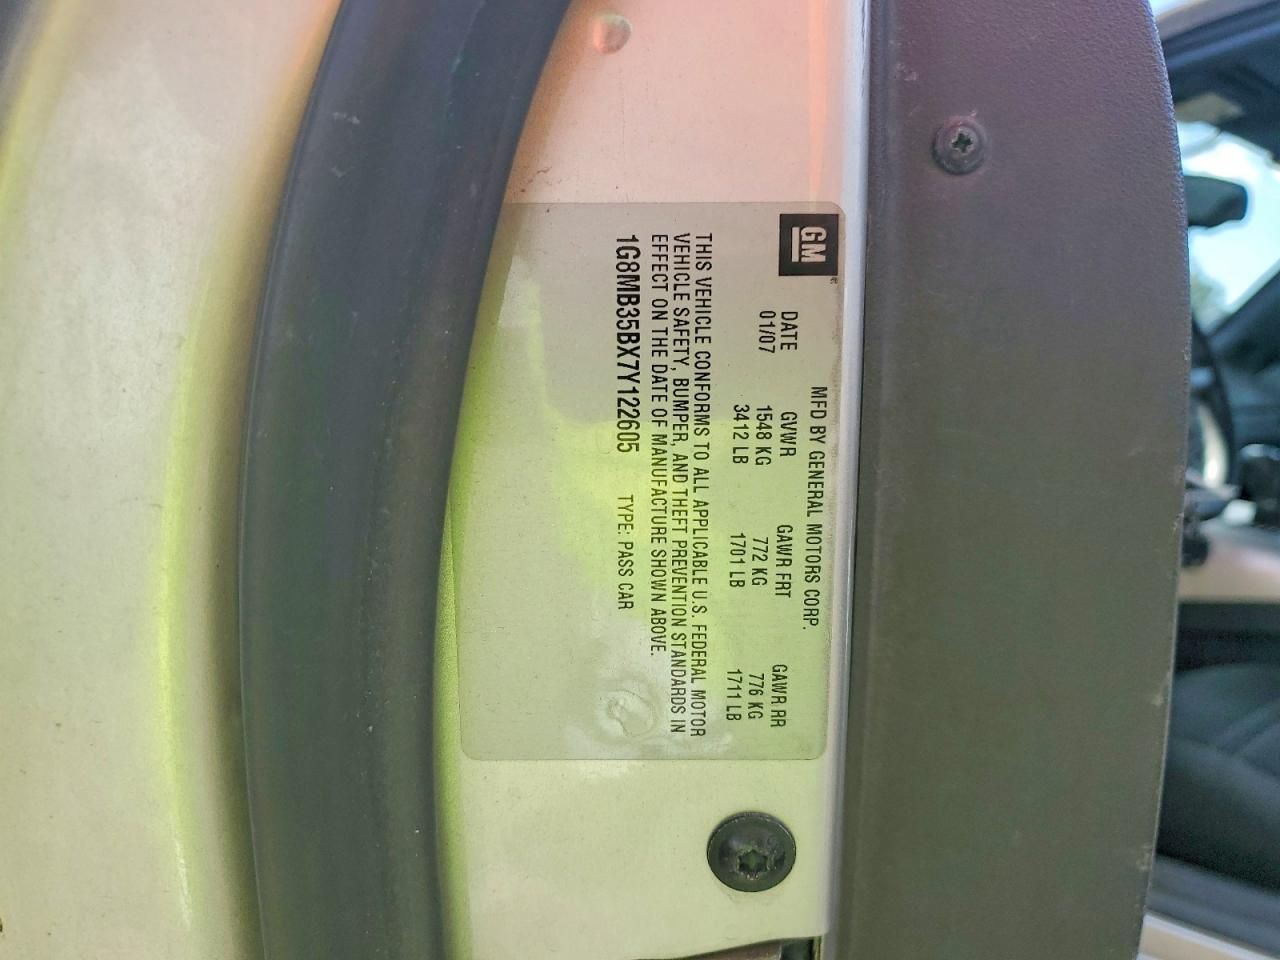 GM
MFD BY GENERAL MOTORS CORP.
DATE GVWR GAWR FRT GAWR RR
01/07 1548 KG 772 KG 776 KG
3412 LB 1701 LB 1711 LB
THIS VEHICLE CONFORMS TO ALL APPLICABLE U.S. FEDERAL MOTOR
VEHICLE SAFETY, BUMPER, AND THEFT PREVENTION STANDARDS IN
EFFECT ON THE DATE OF MANUFACTURE SHOWN ABOVE.
1G8MB35BX7Y122605 TYPE: PASS CAR